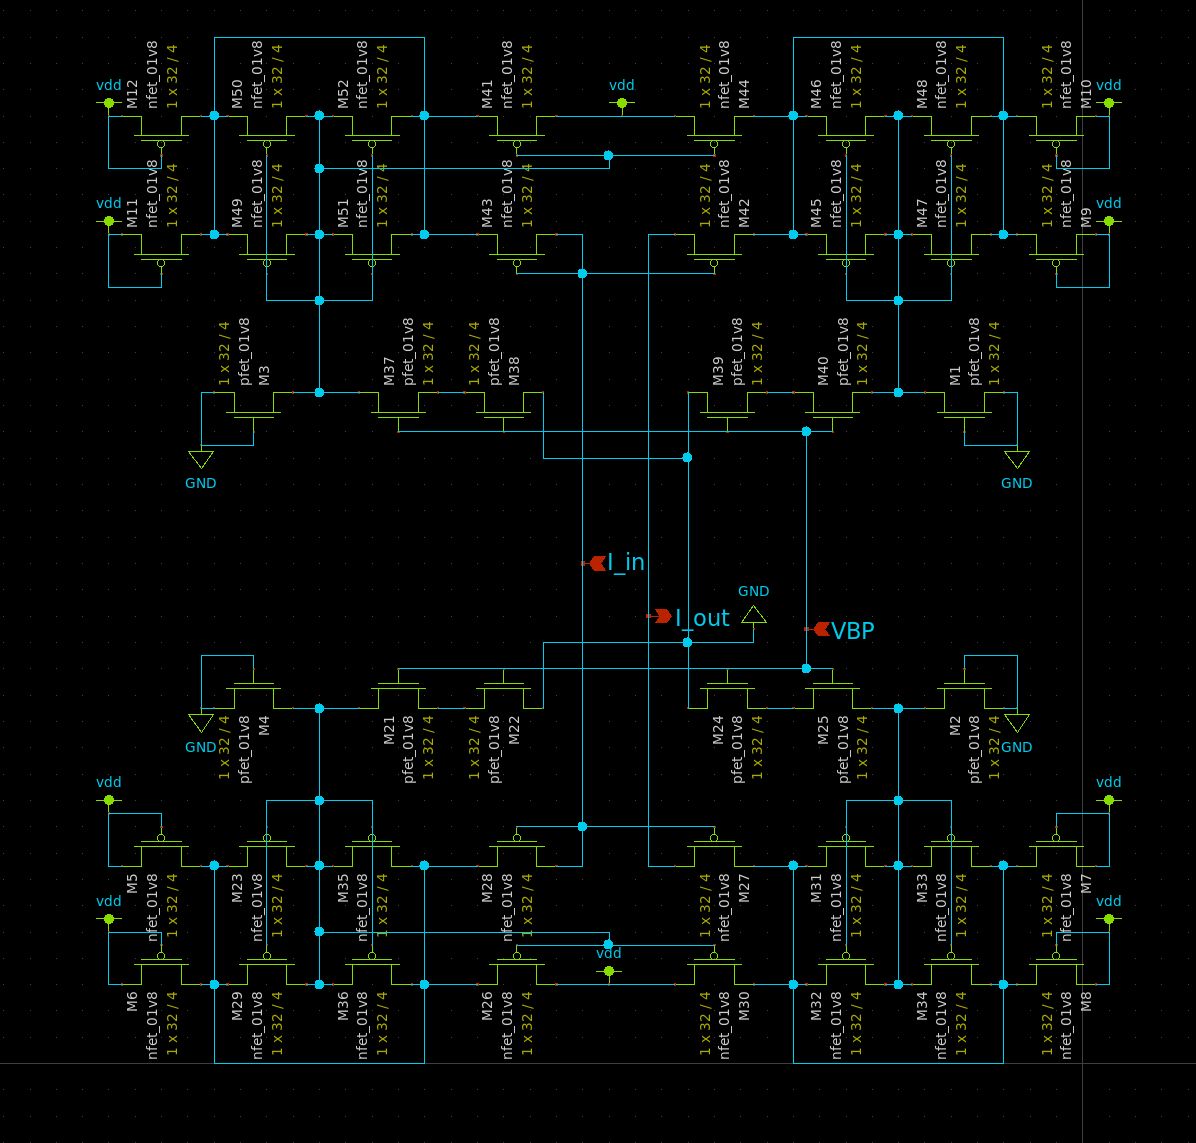 M12
nfet_01v8
1 x 32 / 4
M50
nfet_01v8
1 x 32 / 4
M52
nfet_01v8
1 x 32 / 4
M41
nfet_01v8
1 x 32 / 4
1 x 32 / 4
nfet_01v8
M44
M46
nfet_01v8
1 x 32 / 4
M48
nfet_01v8
1 x 32 / 4
1 x 32 / 4
nfet_01v8
M10
vdd
vdd
vdd
M11
nfet_01v8
1 x 32 / 4
M49
nfet_01v8
1 x 32 / 4
M51
nfet_01v8
1 x 32 / 4
M43
nfet_01v8
1 x 32 / 4
1 x 32 / 4
nfet_01v8
M42
M45
nfet_01v8
1 x 32 / 4
M47
nfet_01v8
1 x 32 / 4
1 x 32 / 4
nfet_01v8
M9
vdd
vdd
1 x 32 / 4
pfet_01v8
M3
M37
pfet_01v8
1 x 32 / 4
1 x 32 / 4
pfet_01v8
M38
M39
pfet_01v8
1 x 32 / 4
M40
pfet_01v8
1 x 32 / 4
M1
pfet_01v8
1 x 32 / 4
GND
GND
I_in
GND
I_out
VBP
GND
GND
1 x 32 / 4
pfet_01v8
M4
M21
pfet_01v8
1 x 32 / 4
1 x 32 / 4
pfet_01v8
M22
M24
pfet_01v8
1 x 32 / 4
M25
pfet_01v8
1 x 32 / 4
M2
pfet_01v8
1 x 32 / 4
vdd
vdd
M5
nfet_01v8
1 x 32 / 4
M23
nfet_01v8
1 x 32 / 4
M35
nfet_01v8
1 x 32 / 4
M28
nfet_01v8
1 x 32 / 4
1 x 32 / 4
nfet_01v8
M27
M31
nfet_01v8
1 x 32 / 4
M33
nfet_01v8
1 x 32 / 4
1 x 32 / 4
nfet_01v8
M7
vdd
vdd
vdd
M6
nfet_01v8
1 x 32 / 4
M29
nfet_01v8
1 x 32 / 4
M36
nfet_01v8
1 x 32 / 4
M26
nfet_01v8
1 x 32 / 4
1 x 32 / 4
nfet_01v8
M30
M32
nfet_01v8
1 x 32 / 4
M34
nfet_01v8
1 x 32 / 4
1 x 32 / 4
nfet_01v8
M8